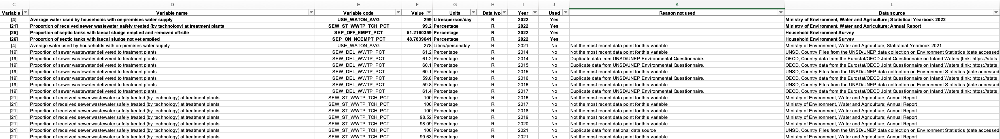 C D E F G H I J K L
Variable Variable name Variable code Value Units Data type Year Used Reason not used Data source
[4] Average water used by households with on-premises water supply USE_WATON_AVG 299 Litres/person/day R 2022 Yes Ministry of Environment, Water and Agriculture; Statistical Yearbook 2022
[21] Proportion of received sewer wastewater safely treated (by technology) at treatment plants SEW_ST_WWTP_TCH_PCT 99.2 Percentage R 2022 Yes Ministry of Environment, Water and Agriculture; Annual Report
[25] Proportion of septic tanks with faecal sludge emptied and removed off-site SEP_OFF_EMPT_PCT 51.2160359 Percentage R 2022 Yes Household Environment Survey
[26] Proportion of septic tanks with faecal sludge not yet emptied SEP_ON_NOEMPT_PCT 48.7839641 Percentage R 2022 Yes Household Environment Survey
[4] Average water used by households with on-premises water supply USE_WATON_AVG 278 Litres/person/day R 2021 No Not the most recent data point for this variable Ministry of Environment, Water and Agriculture; Statistical Yearbook 2021
[19] Proportion of sewer wastewater delivered to treatment plants SEW_DEL_WWTP_PCT 61.2 Percentage R 2014 No Not the most recent data point for this variable UNSD, Country Files from the UNSD/UNEP data collection on Environment Statistics (date accessed
[19] Proportion of sewer wastewater delivered to treatment plants SEW_DEL_WWTP_PCT 61.2 Percentage R 2014 No Duplicate data from UNSD/UNEP Environmental Questionnaire. OECD, Country data from the Eurostat/OECD Joint Questionnaire on Inland Waters (link: https://stats.
[19] Proportion of sewer wastewater delivered to treatment plants SEW_DEL_WWTP_PCT 60.1 Percentage R 2015 No Duplicate data from UNSD/UNEP Environmental Questionnaire. OECD, Country data from the Eurostat/OECD Joint Questionnaire on Inland Waters (link: https://stats.
[19] Proportion of sewer wastewater delivered to treatment plants SEW_DEL_WWTP_PCT 60.1 Percentage R 2015 No Not the most recent data point for this variable UNSD, Country Files from the UNSD/UNEP data collection on Environment Statistics (date accessed
[19] Proportion of sewer wastewater delivered to treatment plants SEW_DEL_WWTP_PCT 59.8 Percentage R 2016 No Duplicate data from UNSD/UNEP Environmental Questionnaire. OECD, Country data from the Eurostat/OECD Joint Questionnaire on Inland Waters (link: https://stats.
[19] Proportion of sewer wastewater delivered to treatment plants SEW_DEL_WWTP_PCT 59.8 Percentage R 2016 No Not the most recent data point for this variable UNSD, Country Files from the UNSD/UNEP data collection on Environment Statistics (date accessed
[19] Proportion of sewer wastewater delivered to treatment plants SEW_DEL_WWTP_PCT 61.4 Percentage R 2017 No Duplicate data from UNSD/UNEP Environmental Questionnaire. OECD, Country data from the Eurostat/OECD Joint Questionnaire on Inland Waters (link: https://stats.
[21] Proportion of received sewer wastewater safely treated (by technology) at treatment plants SEW_ST_WWTP_TCH_PCT 100 Percentage R 2016 No Not the most recent data point for this variable Ministry of Environment, Water and Agriculture; Annual Report
[21] Proportion of received sewer wastewater safely treated (by technology) at treatment plants SEW_ST_WWTP_TCH_PCT 100 Percentage R 2017 No Not the most recent data point for this variable Ministry of Environment, Water and Agriculture; Annual Report
[21] Proportion of received sewer wastewater safely treated (by technology) at treatment plants SEW_ST_WWTP_TCH_PCT 100 Percentage R 2018 No Not the most recent data point for this variable Ministry of Environment, Water and Agriculture; Annual Report
[21] Proportion of received sewer wastewater safely treated (by technology) at treatment plants SEW_ST_WWTP_TCH_PCT 98.52 Percentage R 2019 No Not the most recent data point for this variable Ministry of Environment, Water and Agriculture; Annual Report
[21] Proportion of received sewer wastewater safely treated (by technology) at treatment plants SEW_ST_WWTP_TCH_PCT 98.09 Percentage R 2020 No Not the most recent data point for this variable Ministry of Environment, Water and Agriculture; Annual Report
[21] Proportion of received sewer wastewater safely treated (by technology) at treatment plants SEW_ST_WWTP_TCH_PCT 100 Percentage R 2021 No Duplicate data from national data source UNSD, Country Files from the UNSD/UNEP data collection on Environment Statistics (date accessed
[21] Proportion of received sewer wastewater safely treated (by technology) at treatment plants SEW_ST_WWTP_TCH_PCT 99.63 Percentage R 2021 No Not the most recent data point for this variable Ministry of Environment, Water and Agriculture; Annual Report